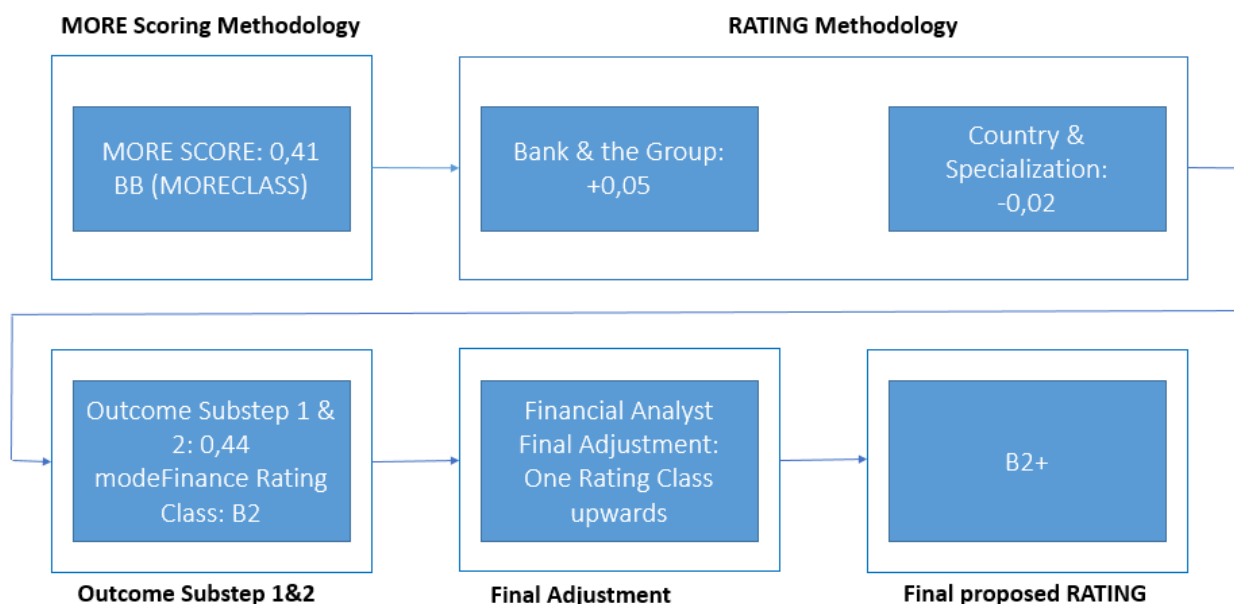 MORE Scoring Methodology
RATING Methodology
MORE SCORE: 0,41
BB (MORECLASS)
Bank & the Group:
+0,05
Country &
Specialization:
-0,02
Outcome Substep 1 &
2: 0,44
modeFinance Rating
Class: B2
Financial Analyst
Final Adjustment:
One Rating Class
upwards
B2+
Outcome Substep 1&2
Final Adjustment
Final proposed RATING